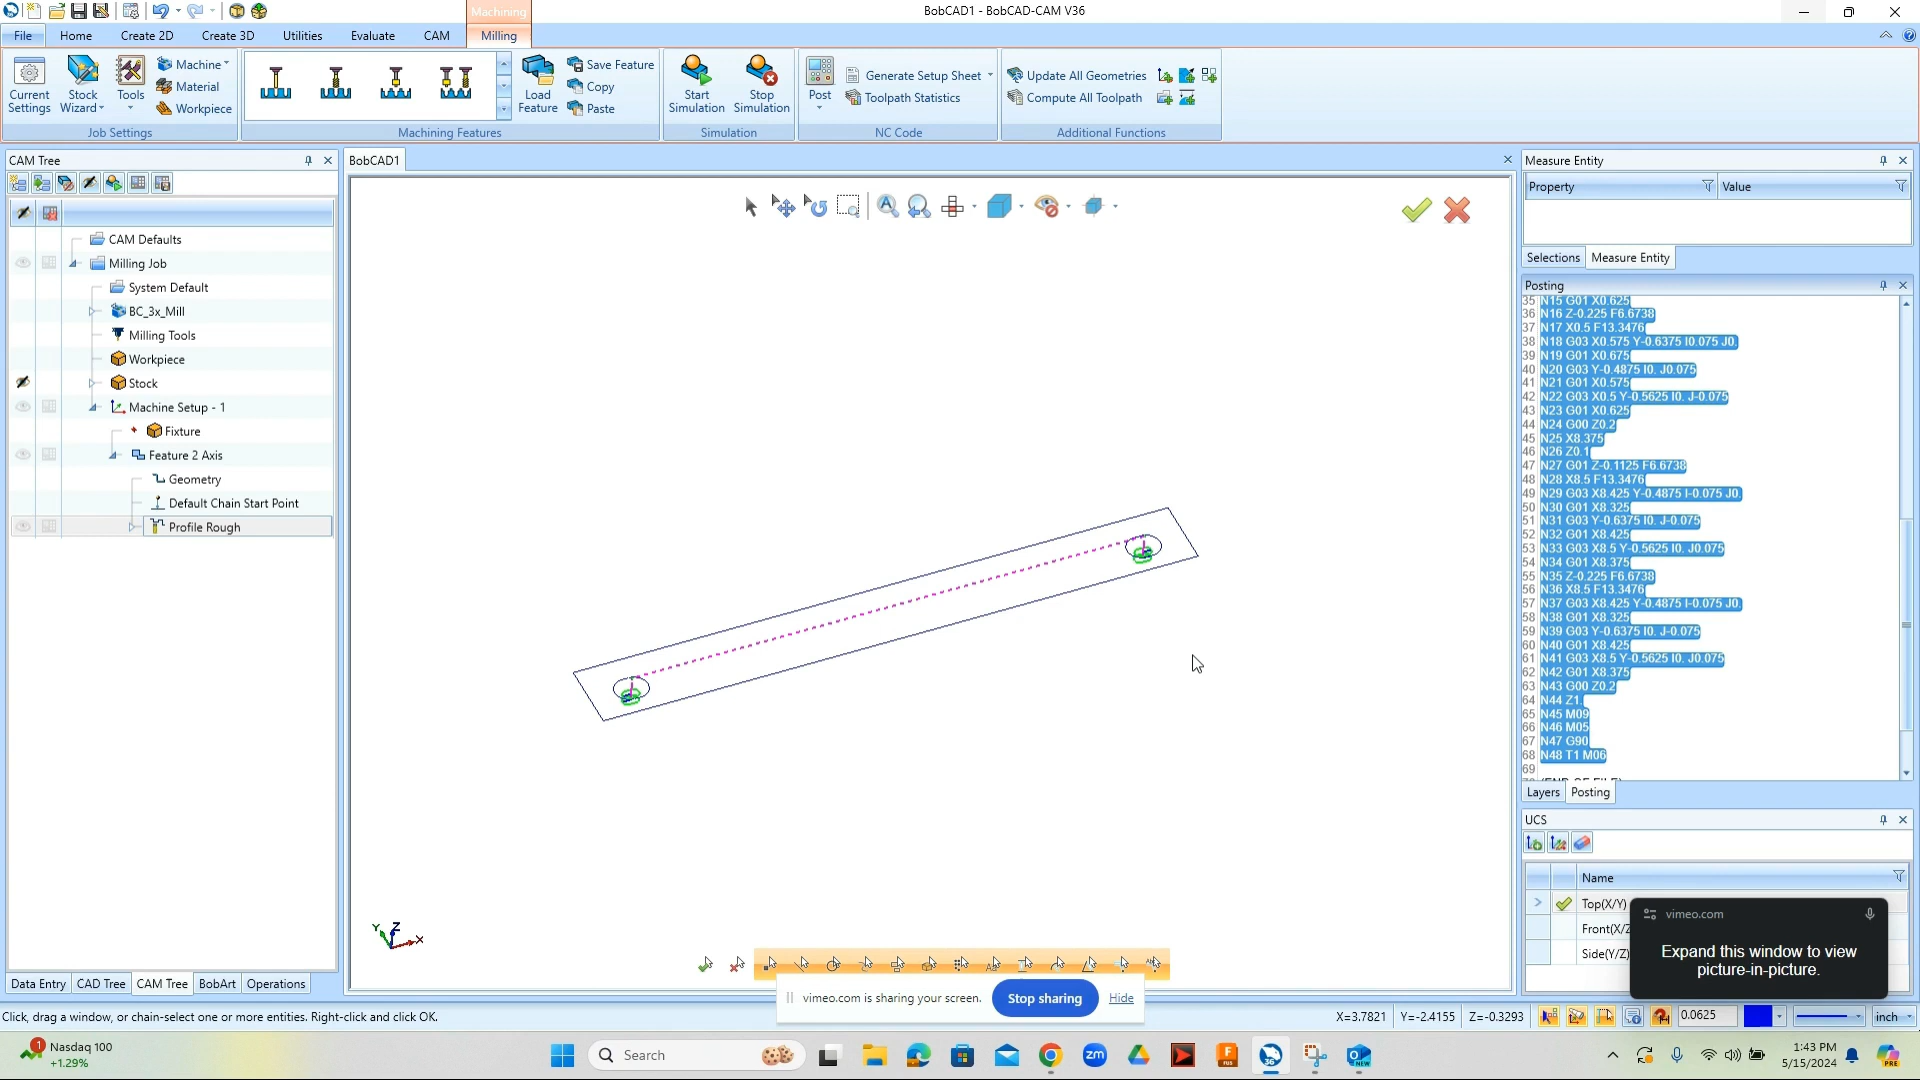 BobCAD1 - BobCAD-CAM V36
Machining
File
Home
Create 2D
Create 3D
Utilities
Evaluate
CAM
Milling
Current Settings
Stock Wizard
Tools
Machine
Material
Workpiece
Job Settings
Load Feature
Save Feature
Copy
Paste
Machining Features
Start Simulation
Stop Simulation
Simulation
Post
Generate Setup Sheet
Toolpath Statistics
NC Code
Update All Geometries
Compute All Toolpath
Additional Functions
CAM Tree
CAM Defaults
Milling Job
System Default
BC_3x_Mill
Milling Tools
Workpiece
Stock
Machine Setup - 1
Fixture
Feature 2 Axis
Geometry
Default Chain Start Point
Profile Rough
Data Entry
CAD Tree
CAM Tree
BobArt
Operations
BobCAD1
Y Z X
Measure Entity
Property
Value
Selections
Measure Entity
Posting
35 N15 G01 X0.625
36 N16 Z-0.225 F6.6738
37 N17 X0.5 F13.3476
38 N18 G03 X0.575 Y-0.6375 I0.075 J0.
39 N19 G01 X0.675
40 N20 G03 Y-0.4875 I0. J0.075
41 N21 G01 X0.575
42 N22 G03 X0.5 Y-0.5625 I0. J-0.075
43 N23 G01 X0.625
44 N24 G00 Z0.2
45 N25 X8.375
46 N26 Z0.1
47 N27 G01 Z-0.1125 F6.6738
48 N28 X8.5 F13.3476
49 N29 G03 X8.425 Y-0.4875 I-0.075 J0.
50 N30 G01 X8.325
51 N31 G03 Y-0.6375 I0. J-0.075
52 N32 G01 X8.425
53 N33 G03 X8.5 Y-0.5625 I0. J0.075
54 N34 G01 X8.375
55 N35 Z-0.225 F6.6738
56 N36 X8.5 F13.3476
57 N37 G03 X8.425 Y-0.4875 I-0.075 J0.
58 N38 G01 X8.325
59 N39 G03 Y-0.6375 I0. J-0.075
60 N40 G01 X8.425
61 N41 G03 X8.5 Y-0.5625 I0. J0.075
62 N42 G01 X8.375
63 N43 G00 Z0.2
64 N44 Z1.
65 N45 M09
66 N46 M05
67 N47 G90
68 N48 T1 M06
69
Layers
Posting
UCS
Name
Top(X/Y)
Front(X/Z
Side(Y/Z)
vimeo.com
Expand this window to view
picture-in-picture.
vimeo.com is sharing your screen.
Stop sharing
Hide
Click, drag a window, or chain-select one or more entities. Right-click and click OK.
X=3.7821
Y=-2.4155
Z=-0.3293
0.0625
inch
Nasdaq 100
+1.29%
1
Search
zm
1:43 PM
5/15/2024